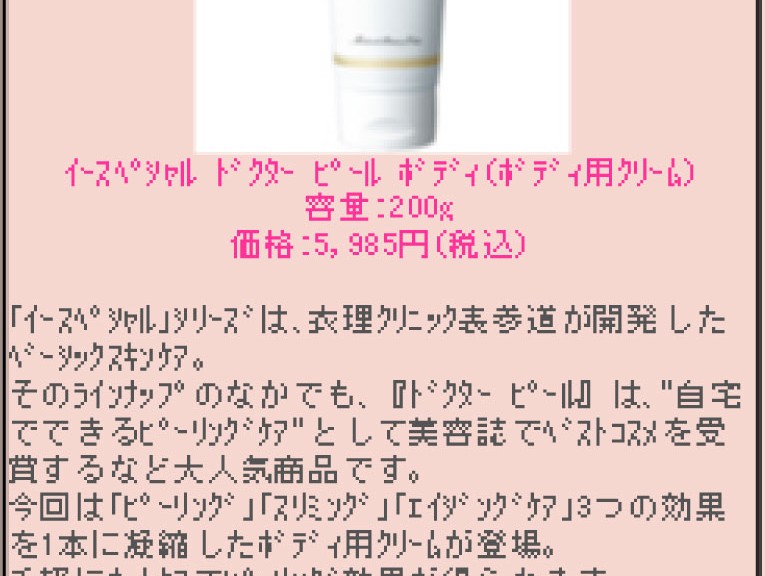 ｲｰｽﾍﾟｼｬﾙ ﾄﾞｸﾀｰ ﾋﾟｰﾙ ﾎﾞﾃﾞｨ(ﾎﾞﾃﾞｨ用ｸﾘｰﾑ)
容量:200g
価格:5,985円(税込)
｢ｲｰｽﾍﾟｼｬﾙ｣ｼﾘｰｽﾞは､衣理ｸﾘﾆｯｸ表参道が開発した
ﾍﾞｰｼｯｸｽｷﾝｹｱ｡
そのﾗｲﾝﾅｯﾌﾟのなかでも、『ﾄﾞｸﾀｰ ﾋﾟｰﾙ』は､"自宅
でできるﾋﾟｰﾘﾝｸﾞｹｱ"として美容誌でﾍﾞｽﾄｺｽﾒを受
賞するなど大人気商品です｡
今回は｢ﾋﾟｰﾘﾝｸﾞ｣｢ｽﾘﾐﾝｸﾞ｣｢ｴｲｼﾞﾝｸﾞｹｱ｣3つの効果
を1本に凝縮したﾎﾞﾃﾞｨ用ｸﾘｰﾑが登場｡